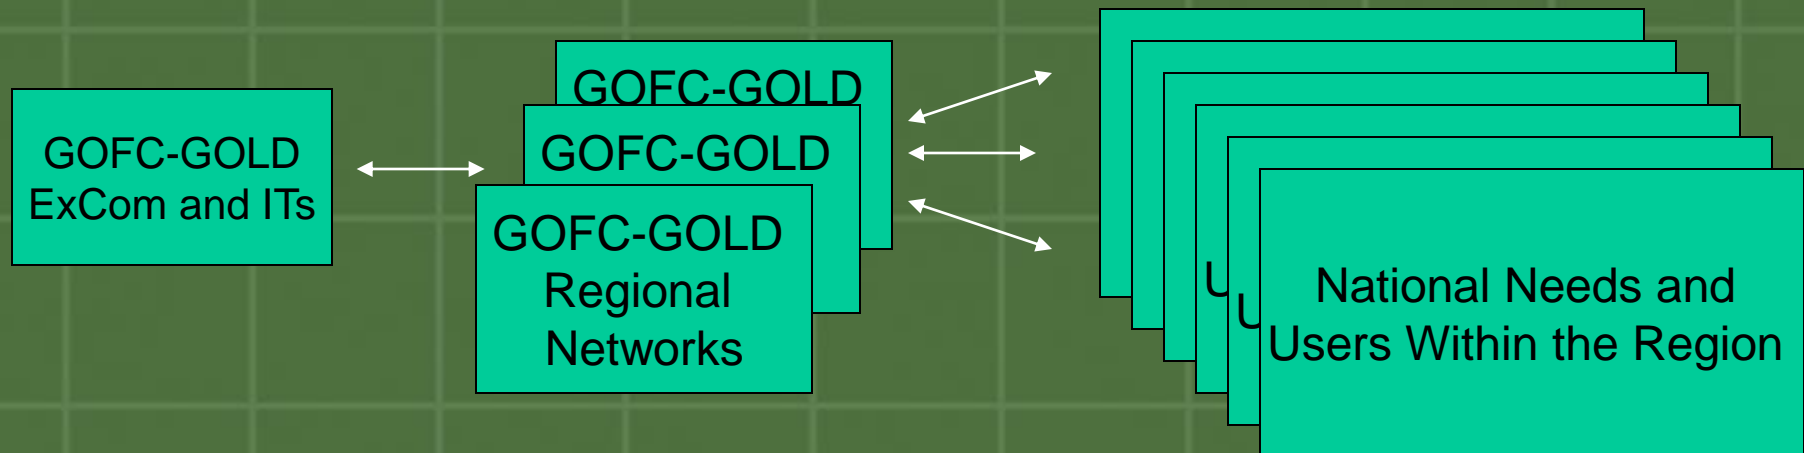 GOFC-GOLD
ExCom and ITs
GOFC-GOLD
GOFC-GOLD
GOFC-GOLD
Regional
Networks
U
U
National Needs and
Users Within the Region